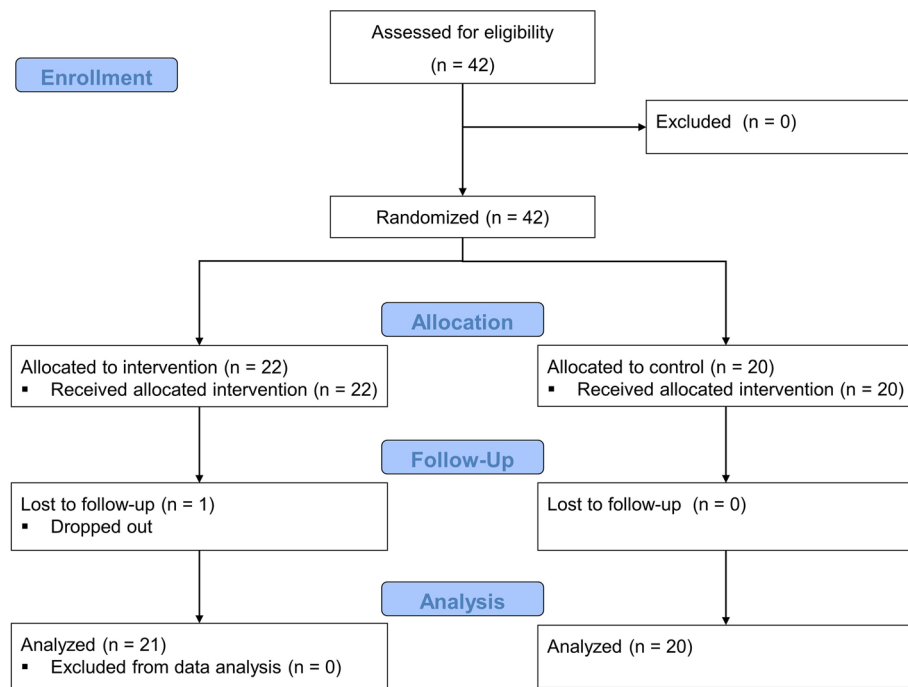 Assessed for eligibility
(n = 42)
Enrollment
Excluded (n = 0)
Randomized (n = 42)
Allocation
Allocated to intervention (n = 22)
▪ Received allocated intervention (n = 22)
Allocated to control (n = 20)
▪ Received allocated intervention (n = 20)
Follow-Up
Lost to follow-up (n = 1)
▪ Dropped out
Lost to follow-up (n = 0)
Analysis
Analyzed (n = 21)
▪ Excluded from data analysis (n = 0)
Analyzed (n = 20)